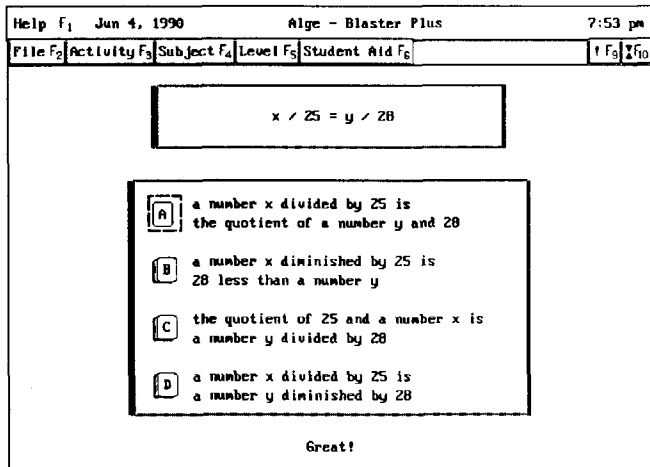 Help F1 Jun 4, 1990 Alge - Blaster Plus 7:53 pm
File F2 Activity F3 Subject F4 Level F5 Student Aid F6 ↑ F9 F10
x / 25 = y / 28
A a number x divided by 25 is
the quotient of a number y and 28
B a number x diminished by 25 is
28 less than a number y
C the quotient of 25 and a number x is
a number y divided by 28
D a number x divided by 25 is
a number y diminished by 28
Great!